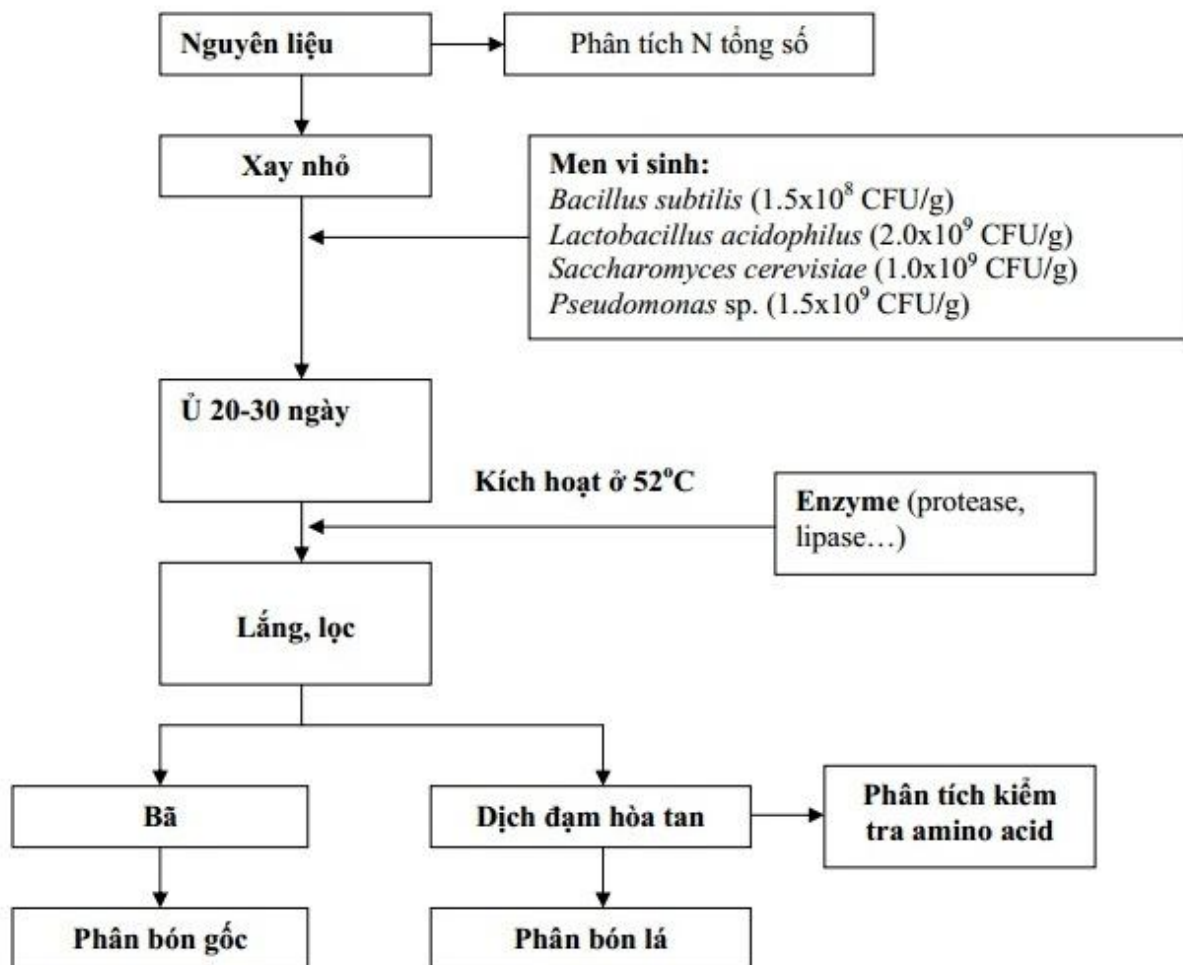 Nguyên liệu
Phân tích N tổng số
Xay nhỏ
Men vi sinh:
Bacillus subtilis (1.5x10⁸ CFU/g)
Lactobacillus acidophilus (2.0x10⁹ CFU/g)
Saccharomyces cerevisiae (1.0x10⁹ CFU/g)
Pseudomonas sp. (1.5x10⁹ CFU/g)
Ủ 20-30 ngày
Kích hoạt ở 52°C
Enzyme (protease,
lipase…)
Lắng, lọc
Bã
Dịch đạm hòa tan
Phân tích kiểm
tra amino acid
Phân bón gốc
Phân bón lá